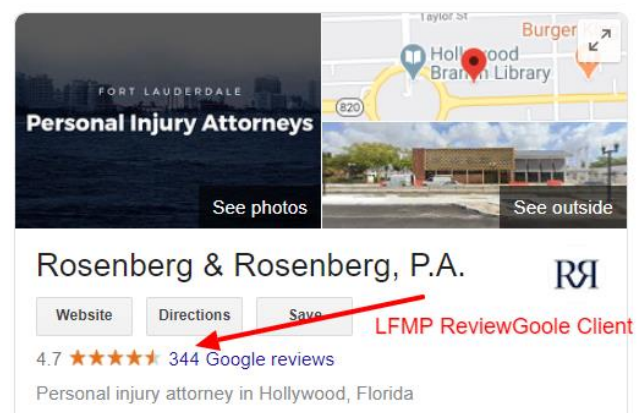 Taylor St
Burger King
Hollywood
Branch Library
820
FORT LAUDERDALE
Personal Injury Attorneys
See photos
See outside
Rosenberg & Rosenberg, P.A.
RR
Website
Directions
Save
LFMP ReviewGoole Client
4.7
344 Google reviews
Personal injury attorney in Hollywood, Florida